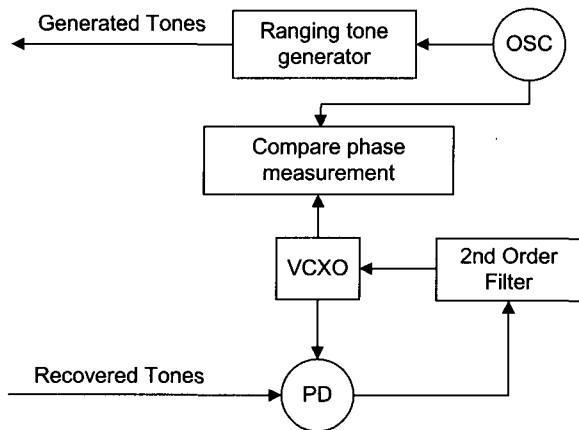 Generated Tones
Ranging tone
generator
OSC
Compare phase
measurement
VCXO
2nd Order
Filter
Recovered Tones
PD